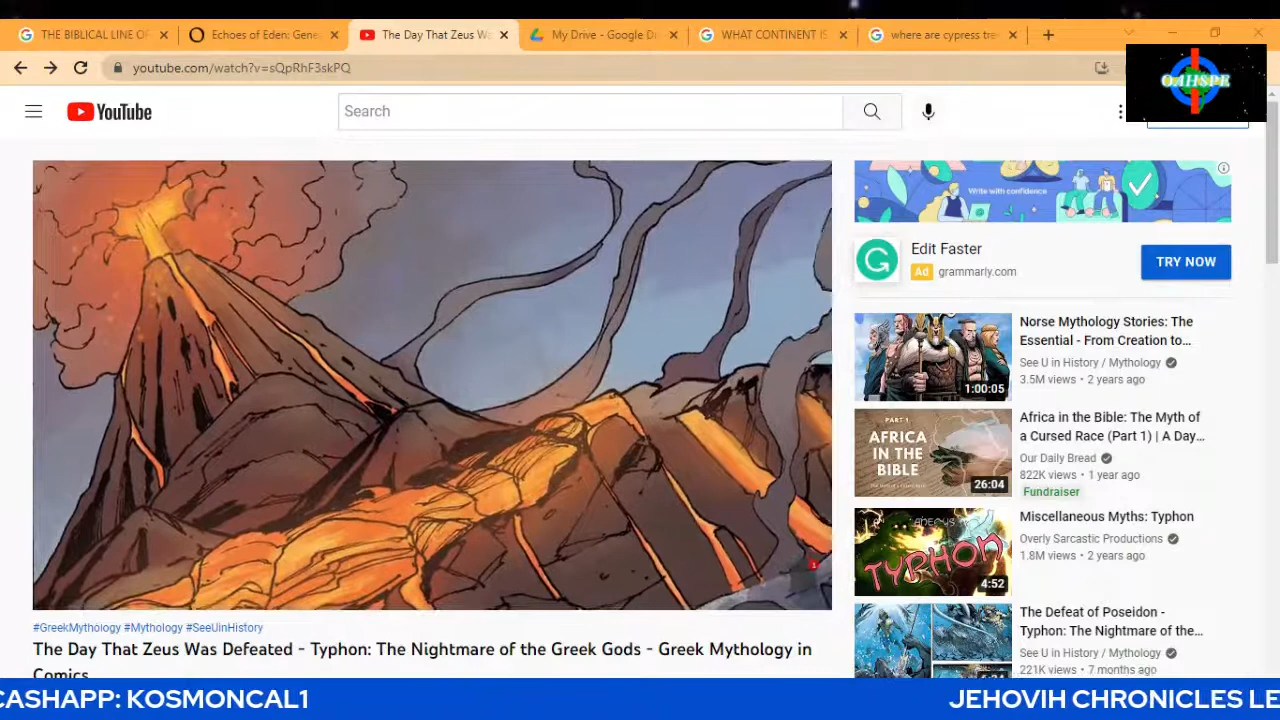 THE BIBLICAL LINE OF
Echoes of Eden: Gene
The Day That Zeus Wa
My Drive - Google Dr
WHAT CONTINENT IS
where are cypress tree
youtube.com/watch?v=sQpRhF3skPQ
OAHSPE
YouTube
Search
Write with confidence
Edit Faster
Ad grammarly.com
TRY NOW
Norse Mythology Stories: The
Essential - From Creation to...
See U in History / Mythology
3.5M views • 2 years ago
1:00:05
PART 1
AFRICA
IN THE
BIBLE
26:04
Africa in the Bible: The Myth of
a Cursed Race (Part 1) | A Day...
Our Daily Bread
822K views • 1 year ago
Fundraiser
TYPHON
4:52
Miscellaneous Myths: Typhon
Overly Sarcastic Productions
1.8M views • 2 years ago
The Defeat of Poseidon -
Typhon: The Nightmare of the...
See U in History / Mythology
221K views • 7 months ago
#GreekMythology #Mythology #SeeUinHistory
The Day That Zeus Was Defeated - Typhon: The Nightmare of the Greek Gods - Greek Mythology in
Comics
CASHAPP: KOSMONCAL1
JEHOVIH CHRONICLES LE